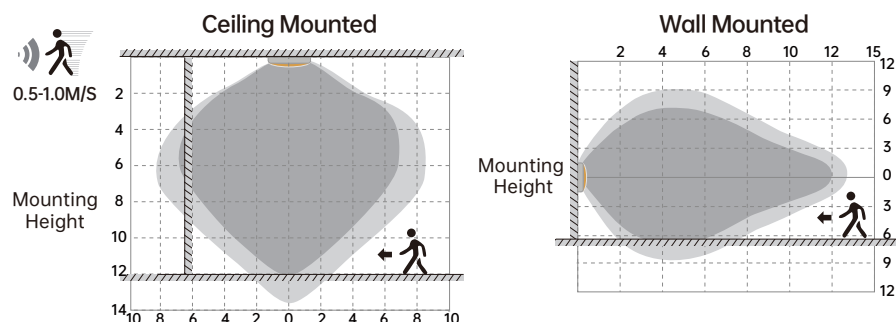 Ceiling Mounted
Wall Mounted
0.5-1.0M/S
2
4
6
8
10
12
14
Mounting
Height
10 8 6 4 2 0 2 4 6 8 10
2 4 6 8 10 12 15
Mounting
Height
12
9
6
3
0
3
6
9
12